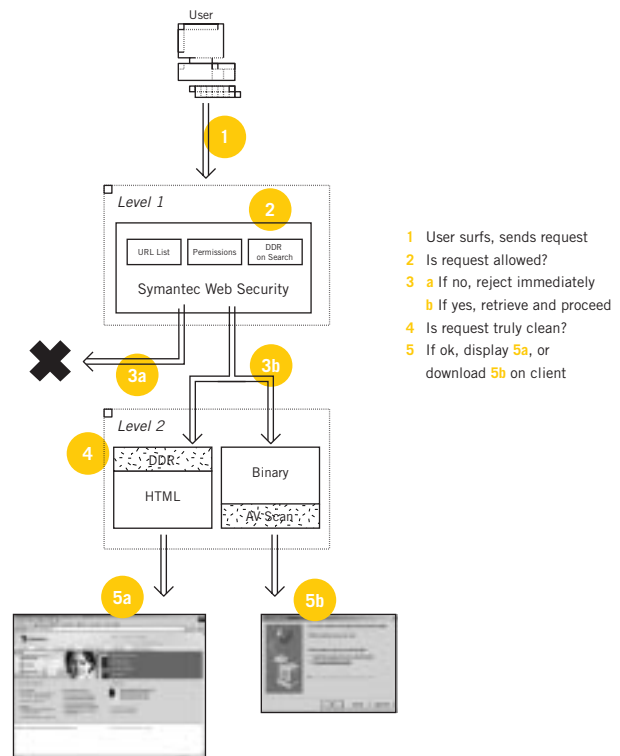 User
1
Level 1
2
URL List
Permissions
DDR
on Search
Symantec Web Security
3a
3b
1 User surfs, sends request
2 Is request allowed?
3 a If no, reject immediately
b If yes, retrieve and proceed
4 Is request truly clean?
5 If ok, display 5a, or
download 5b on client
Level 2
4
DDR
HTML
Binary
AV Scan
5a
5b